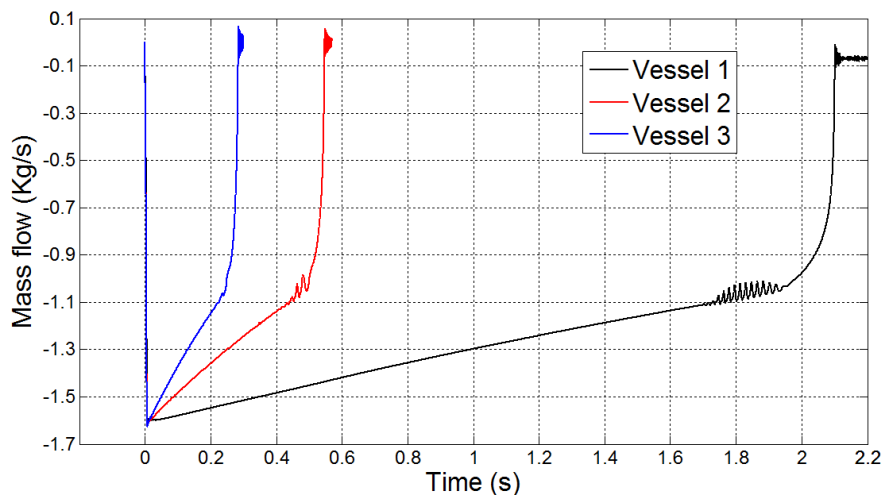 0.1
-0.1
-0.3
-0.5
-0.7
-0.9
-1.1
-1.3
-1.5
-1.7
Mass flow (Kg/s)
Vessel 1
Vessel 2
Vessel 3
0 0.2 0.4 0.6 0.8 1 1.2 1.4 1.6 1.8 2 2.2
Time (s)